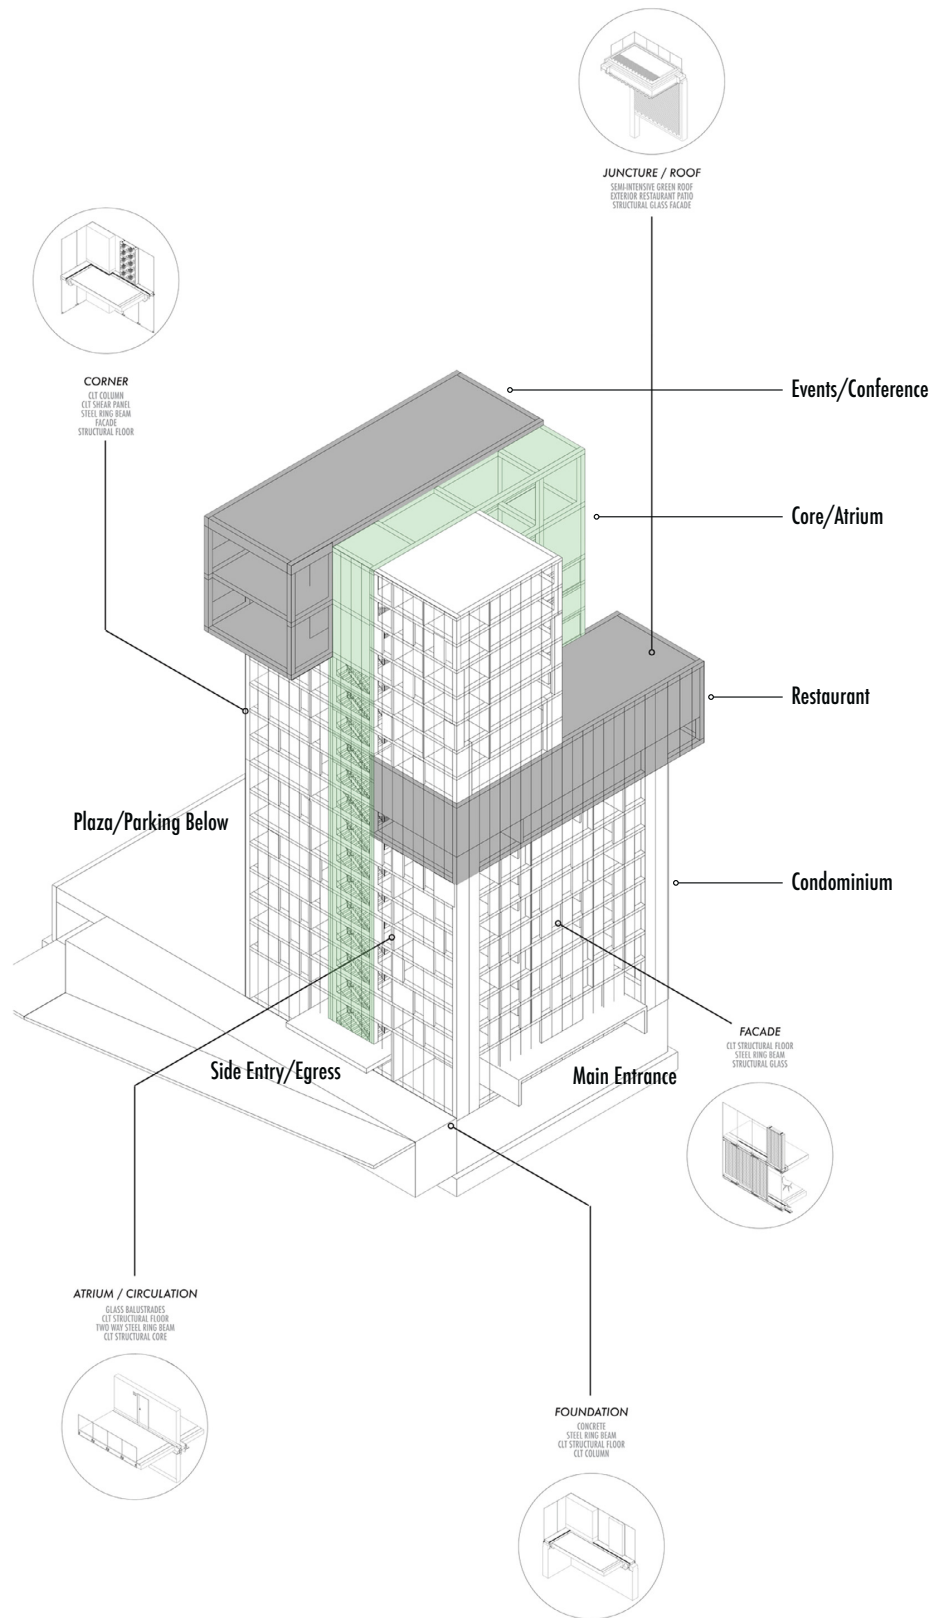 JUNCTURE / ROOF
SEMI-INTENSIVE GREEN ROOF
EXTERIOR RESTAURANT PATIO
STRUCTURAL GLASS FACADE
CORNER
CLT COLUMN
CLT SHEAR PANEL
STEEL RING BEAM
FACADE
STRUCTURAL FLOOR
Events/Conference
Core/Atrium
Restaurant
Plaza/Parking Below
Condominium
FACADE
CLT STRUCTURAL FLOOR
STEEL RING BEAM
STRUCTURAL GLASS
Side Entry/Egress
Main Entrance
ATRIUM / CIRCULATION
GLASS BALUSTRADES
CLT STRUCTURAL FLOOR
TWO WAY STEEL RING BEAM
CLT STRUCTURAL CORE
FOUNDATION
CONCRETE
STEEL RING BEAM
CLT STRUCTURAL FLOOR
CLT COLUMN